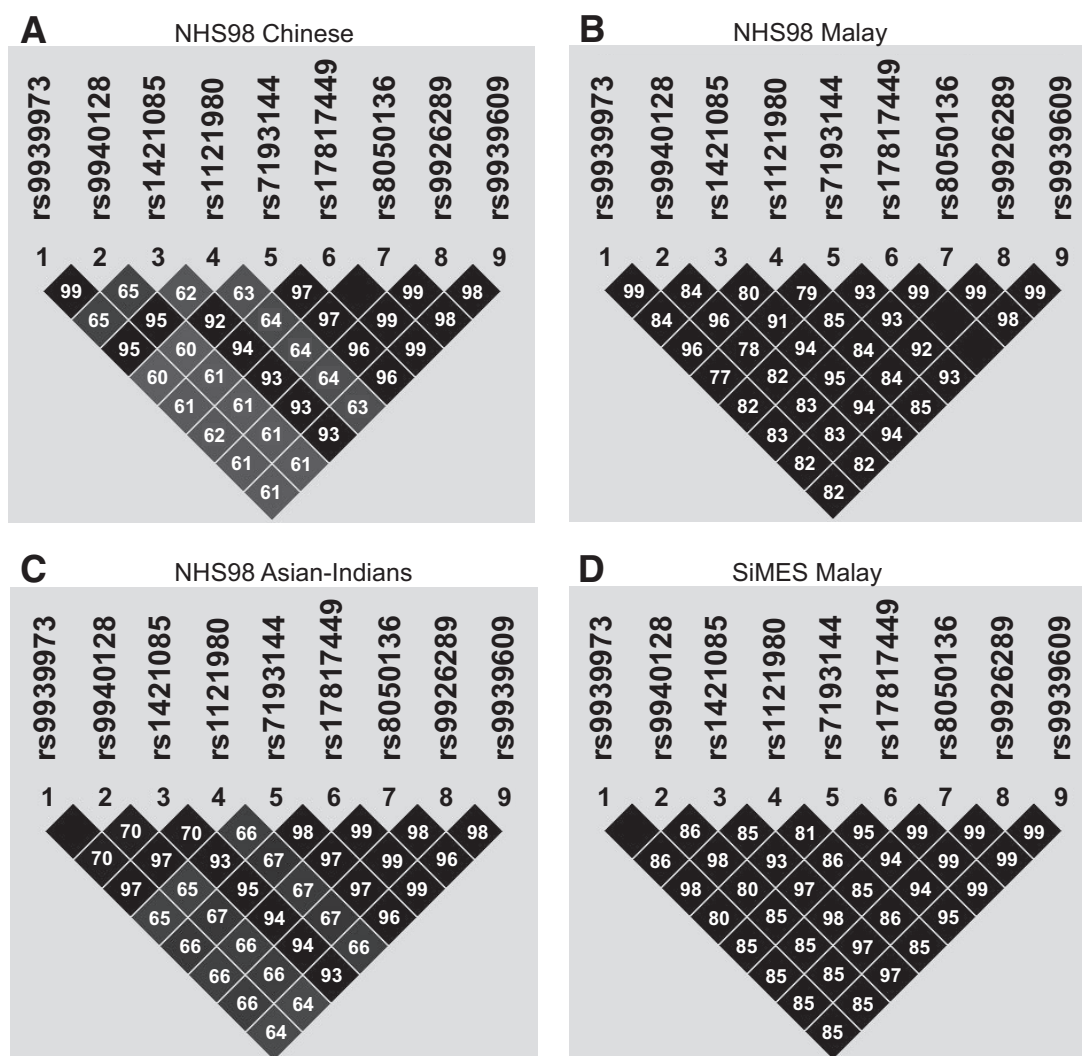 A
NHS98 Chinese
rs9939973
rs9940128
rs1421085
rs1121980
rs7193144
rs17817449
rs8050136
rs9926289
rs9939609
1 2 3 4 5 6 7 8 9
99 65 62 63 97 99 98
65 95 92 64 97 99 98
95 60 94 64 96 99
60 61 93 64 96
61 61 93 63
62 61 93
61 61
61
B
NHS98 Malay
rs9939973
rs9940128
rs1421085
rs1121980
rs7193144
rs17817449
rs8050136
rs9926289
rs9939609
1 2 3 4 5 6 7 8 9
99 84 80 79 93 99 99 99
84 96 91 85 93 98
96 78 94 84 92
77 82 95 84 93
82 83 94 85
83 83 94
82 82
82
C
NHS98 Asian-Indians
rs9939973
rs9940128
rs1421085
rs1121980
rs7193144
rs17817449
rs8050136
rs9926289
rs9939609
1 2 3 4 5 6 7 8 9
70 70 66 98 99 98 98
70 97 93 67 97 99 96
97 65 95 67 97 99
65 67 94 67 96
66 66 94 66
66 66 93
66 64
64
D
SiMES Malay
rs9939973
rs9940128
rs1421085
rs1121980
rs7193144
rs17817449
rs8050136
rs9926289
rs9939609
1 2 3 4 5 6 7 8 9
86 85 81 95 99 99 99
86 98 93 86 94 99 99
98 80 97 85 94 99
80 85 98 86 95
85 85 97 85
85 85 97
85 85
85